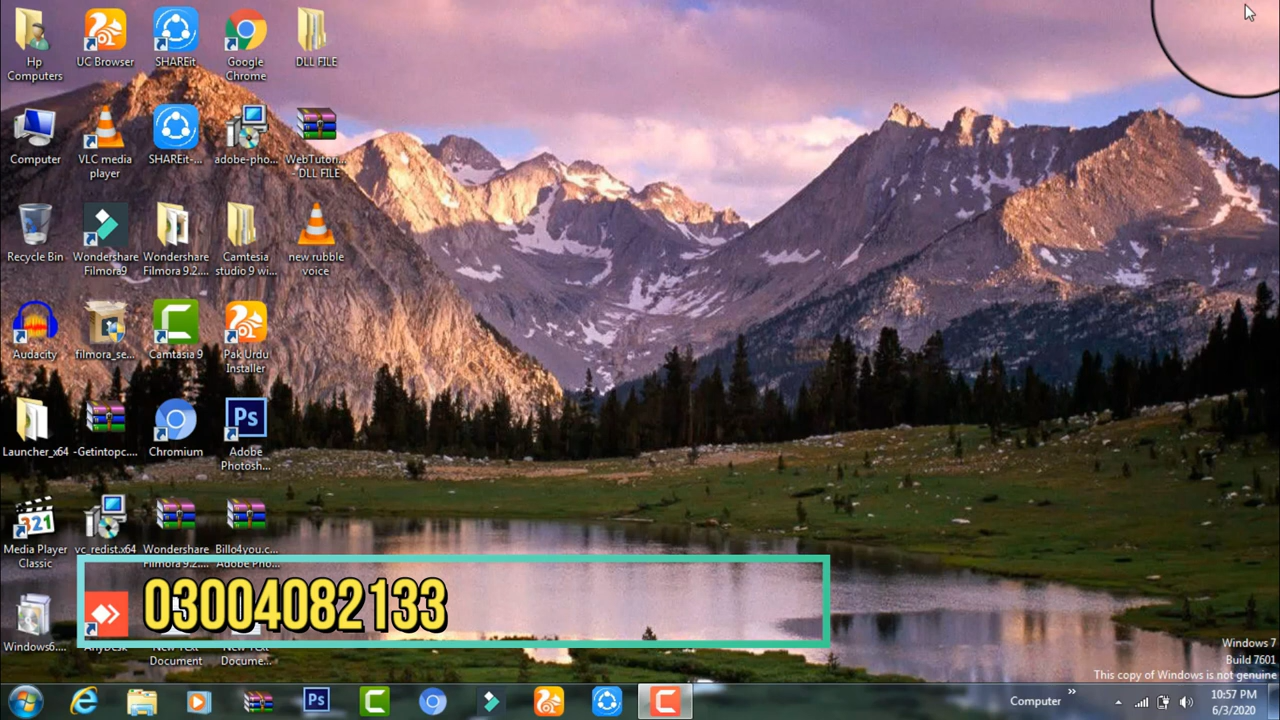 Hp
Computers
UC Browser
SHAREit
Google
Chrome
DLL FILE
Computer
VLC media
player
SHAREit-...
adobe-pho...
WebTuton...
- DLL FILE
Recycle Bin
Wondershare
Filmora9
Wondershare
Filmora 9.2....
Camtesia
studio 9 wi...
new rubble
voice
Audacity
filmora_se...
Camtasia 9
Pak Urdu
Installer
Launcher_x64
-Getintopc....
Chromium
Ps
Adobe
Photosh...
321
Media Player
Classic
vc_redist.x64
Wondershare
Filmora 9.2....
Billo4you.c...
Adobe Pho...
03004082133
Windows6....
AnyDesk
New Text
Document
New Text
Docume...
Windows 7
Build 7601
This copy of Windows is not genuine
Ps
Computer
»
10:57 PM
6/3/2020